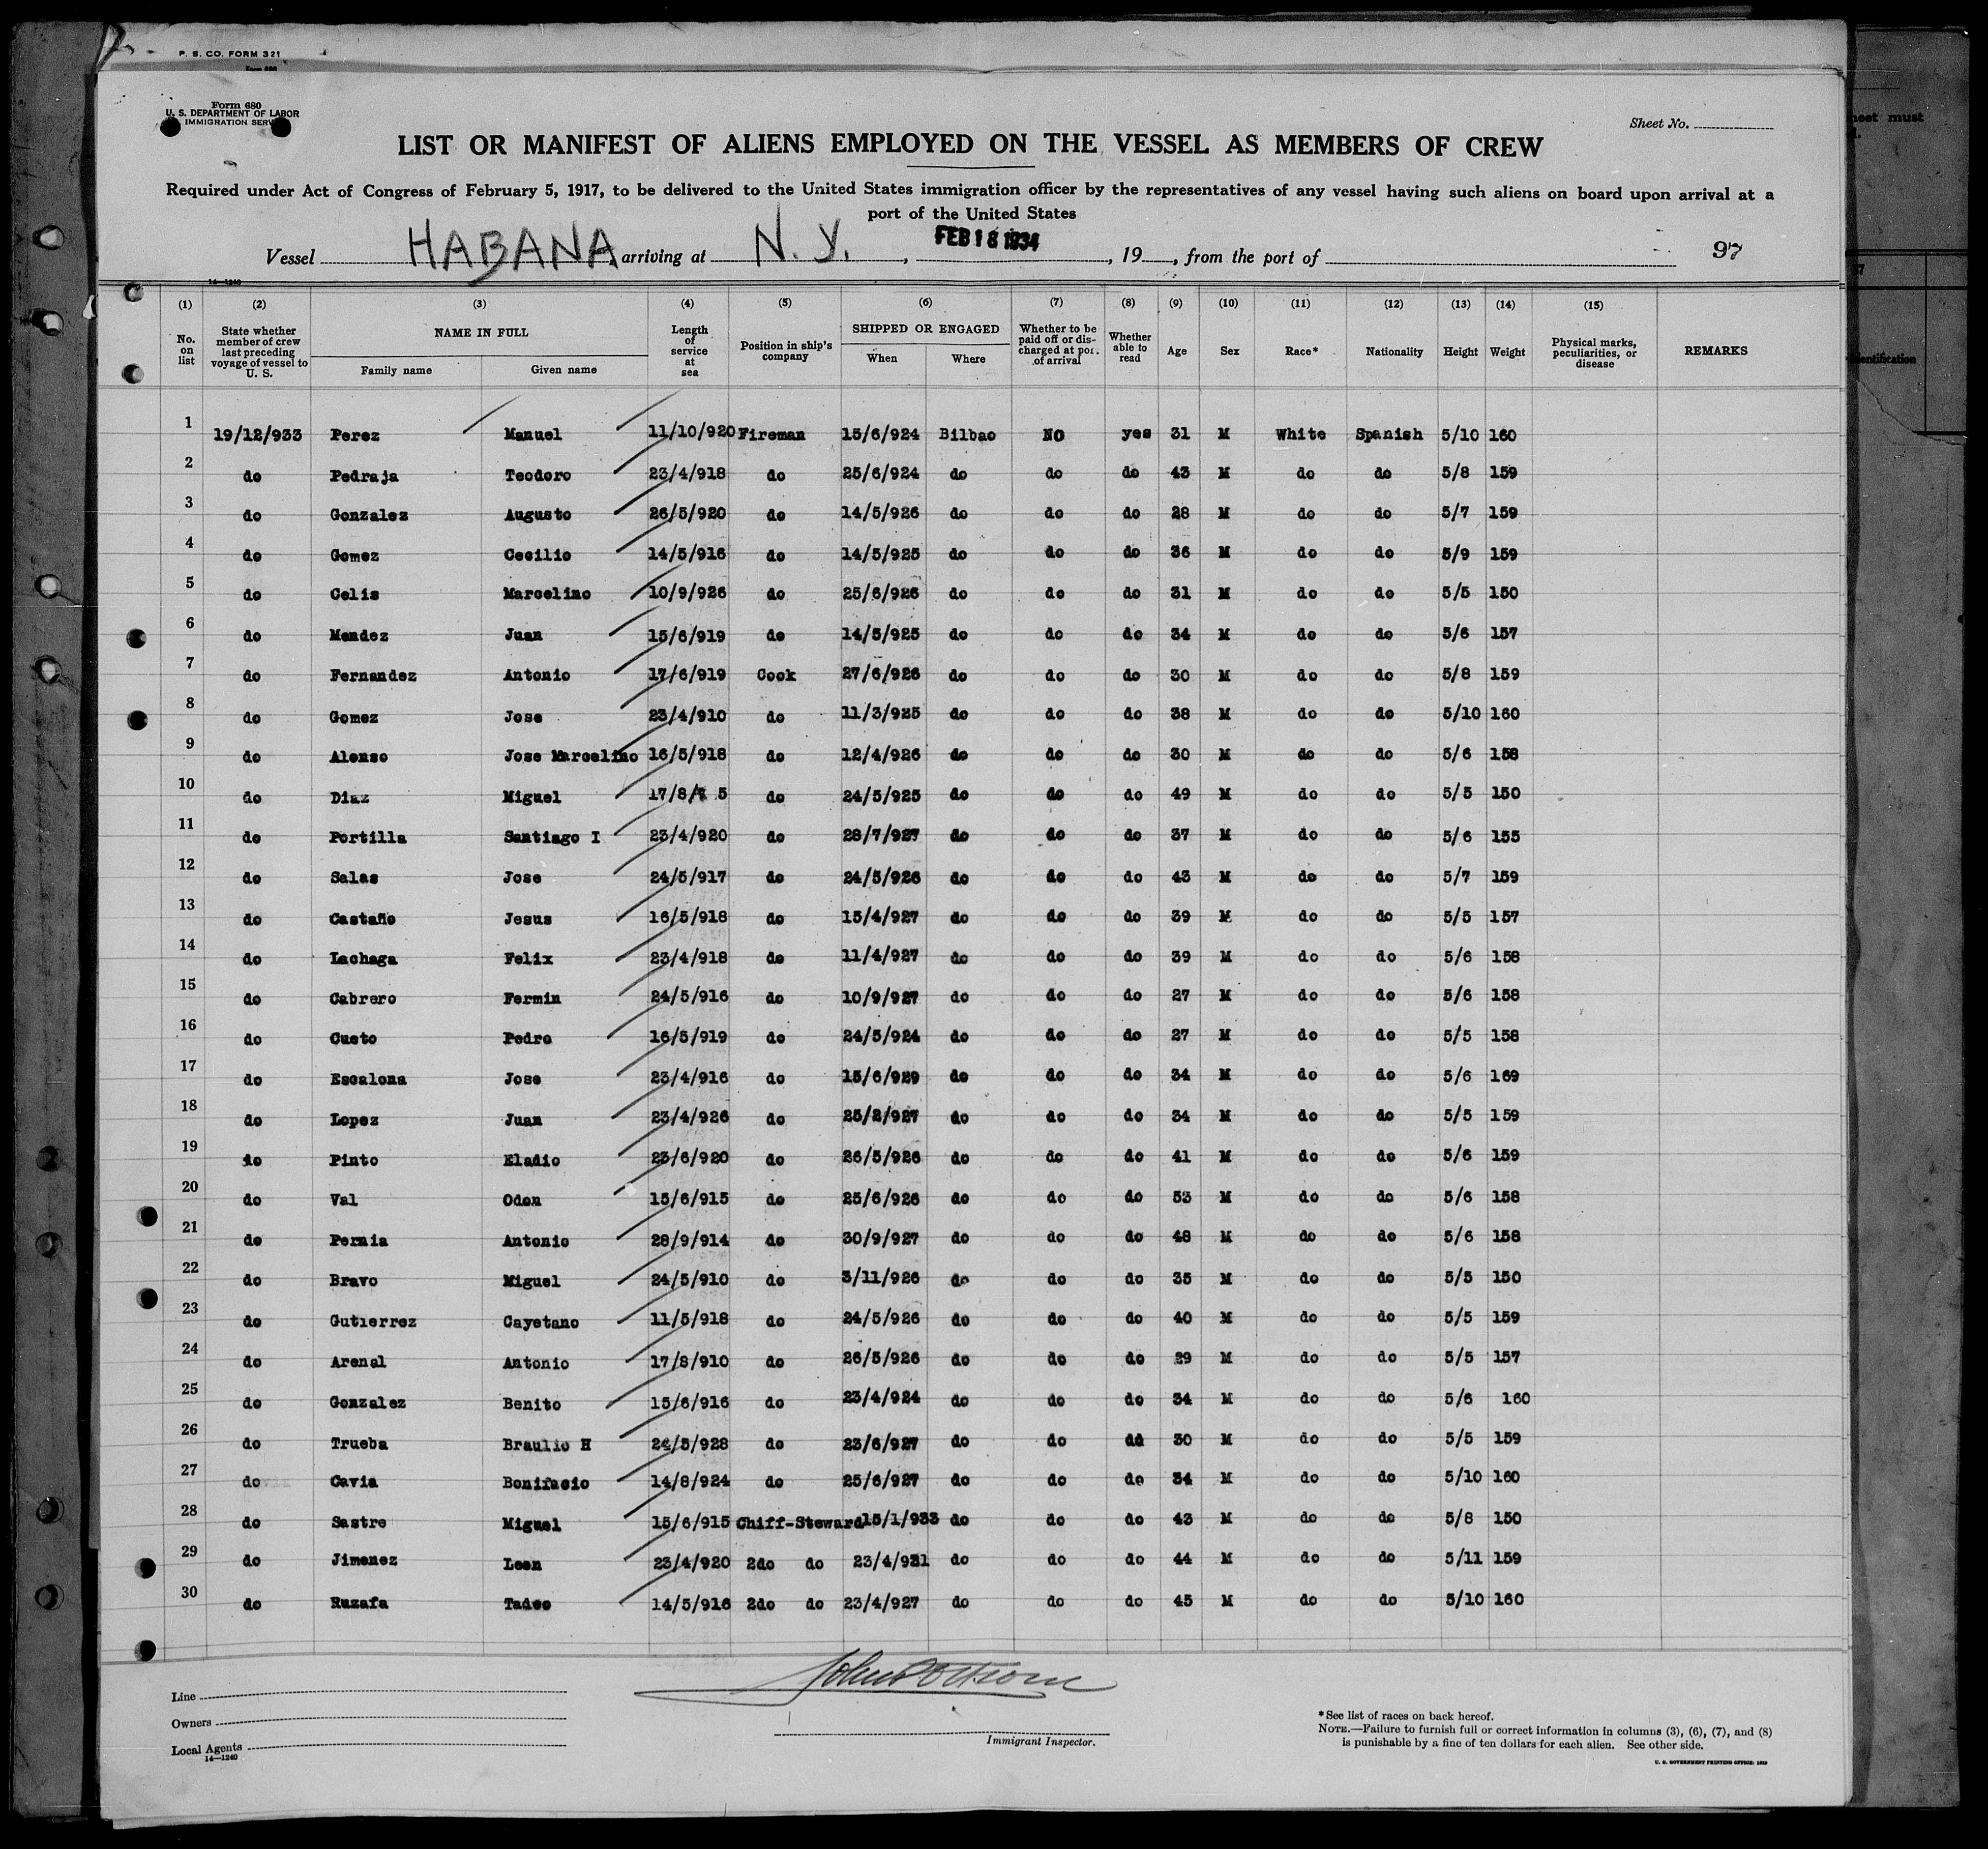 P. S. CO. FORM 321
Form 680
Form 680
U. S. DEPARTMENT OF LABOR
IMMIGRATION SERV
Sheet No.
LIST OR MANIFEST OF ALIENS EMPLOYED ON THE VESSEL AS MEMBERS OF CREW
Required under Act of Congress of February 5, 1917, to be delivered to the United States immigration officer by the representatives of any vessel having such aliens on board upon arrival at a
port of the United States
Vessel HABANA, arriving at N. Y., FEB 18 1934, 19 , from the port of 97
14—1240
(1) (2) (3) (4) (5) (6) (7) (8) (9) (10) (11) (12) (13) (14) (15)
No. on list State whether member of crew last preceding voyage of vessel to U. S. NAME IN FULL Family name Given name Length of service at sea Position in ship's company SHIPPED OR ENGAGED When Where Whether to be paid off or discharged at port of arrival Whether able to read Age Sex Race* Nationality Height Weight Physical marks, peculiarities, or disease REMARKS
1 19/12/933 Perez Manuel 11/10/920 Fireman 15/6/924 Bilbao NO yes 31 M White Spanish 5/10 160
2 do Pedraja Teodoro 23/4/918 do 25/6/924 do do do 43 M do do 5/8 159
3 do Gonzalez Augusto 26/5/920 do 14/5/926 do do do 28 M do do 5/7 159
4 do Gomez Cecilio 14/5/916 do 14/5/925 do do do 36 M do do 5/9 159
5 do Celis Marcelino 10/9/926 do 25/6/926 do do do 31 M do do 5/5 150
6 do Mendez Juan 15/6/919 do 14/5/925 do do do 34 M do do 5/6 157
7 do Fernandez Antonio 17/6/919 Cook 27/6/926 do do do 30 M do do 5/8 159
8 do Gomez Jose 23/4/910 do 11/3/925 do do do 38 M do do 5/10 160
9 do Alonso Jose Marcelino 16/5/918 do 12/4/926 do do do 30 M do do 5/6 158
10 do Diaz Miguel do 24/5/925 do do do 49 M do do 5/5 150
11 do Portilla Santiago I 23/4/920 do 28/7/927 do do do 37 M do do 5/6 155
12 do Salas Jose 24/5/917 do 24/5/926 do do do 43 M do do 5/7 159
13 do Castaño Jesus 16/5/918 do 15/4/927 do do do 39 M do do 5/5 157
14 do Lachaga Felix 23/4/918 do 11/4/927 do do do 39 M do do 5/6 158
15 do Cabrero Fermin 24/5/916 do 10/9/927 do do do 27 M do do 5/6 158
16 do Cueto Pedro 16/5/919 do 24/5/924 do do do 27 M do do 5/5 158
17 do Escalona Jose 23/4/916 do 15/6/929 do do do 34 M do do 5/6 169
18 do Lopez Juan 23/4/926 do 25/2/927 do do do 34 M do do 5/5 159
19 do Pinto Eladio 23/6/920 do 26/5/926 do do do 41 M do do 5/6 159
20 do Val Odon 15/6/915 do 25/6/926 do do do 53 M do do 5/6 158
21 do Pernia Antonio 28/9/914 do 30/9/927 do do do 48 M do do 5/6 158
22 do Bravo Miguel 24/5/910 do 3/11/926 do do do 35 M do do 5/5 150
23 do Gutierrez Cayetano 11/5/918 do 24/5/926 do do do 40 M do do 5/5 159
24 do Arenal Antonio 17/8/910 do 26/5/926 do do do 29 M do do 5/5 157
25 do Gonzalez Benito 15/6/916 do 23/4/924 do do do 34 M do do 5/6 160
26 do Trueba Braulio H 24/5/928 do 23/6/927 do do dd 30 M do do 5/5 159
27 do Cavia Bonifacio 14/8/924 do 25/6/927 do do do 34 M do do 5/10 160
28 do Sastre Miguel 15/6/915 Chiff-Steward 15/1/933 do do do 43 M do do 5/8 150
29 do Jimenez Leon 23/4/920 2do do 23/4/931 do do do 44 M do do 5/11 159
30 do Ruzafa Tadeo 14/5/916 2do do 23/4/927 do do do 45 M do do 5/10 160
Line
Owners
Local Agents
14—1240
Immigrant Inspector.
*See list of races on back hereof.
NOTE.—Failure to furnish full or correct information in columns (3), (6), (7), and (8)
is punishable by a fine of ten dollars for each alien. See other side.
U. S. GOVERNMENT PRINTING OFFICE: 1929
must